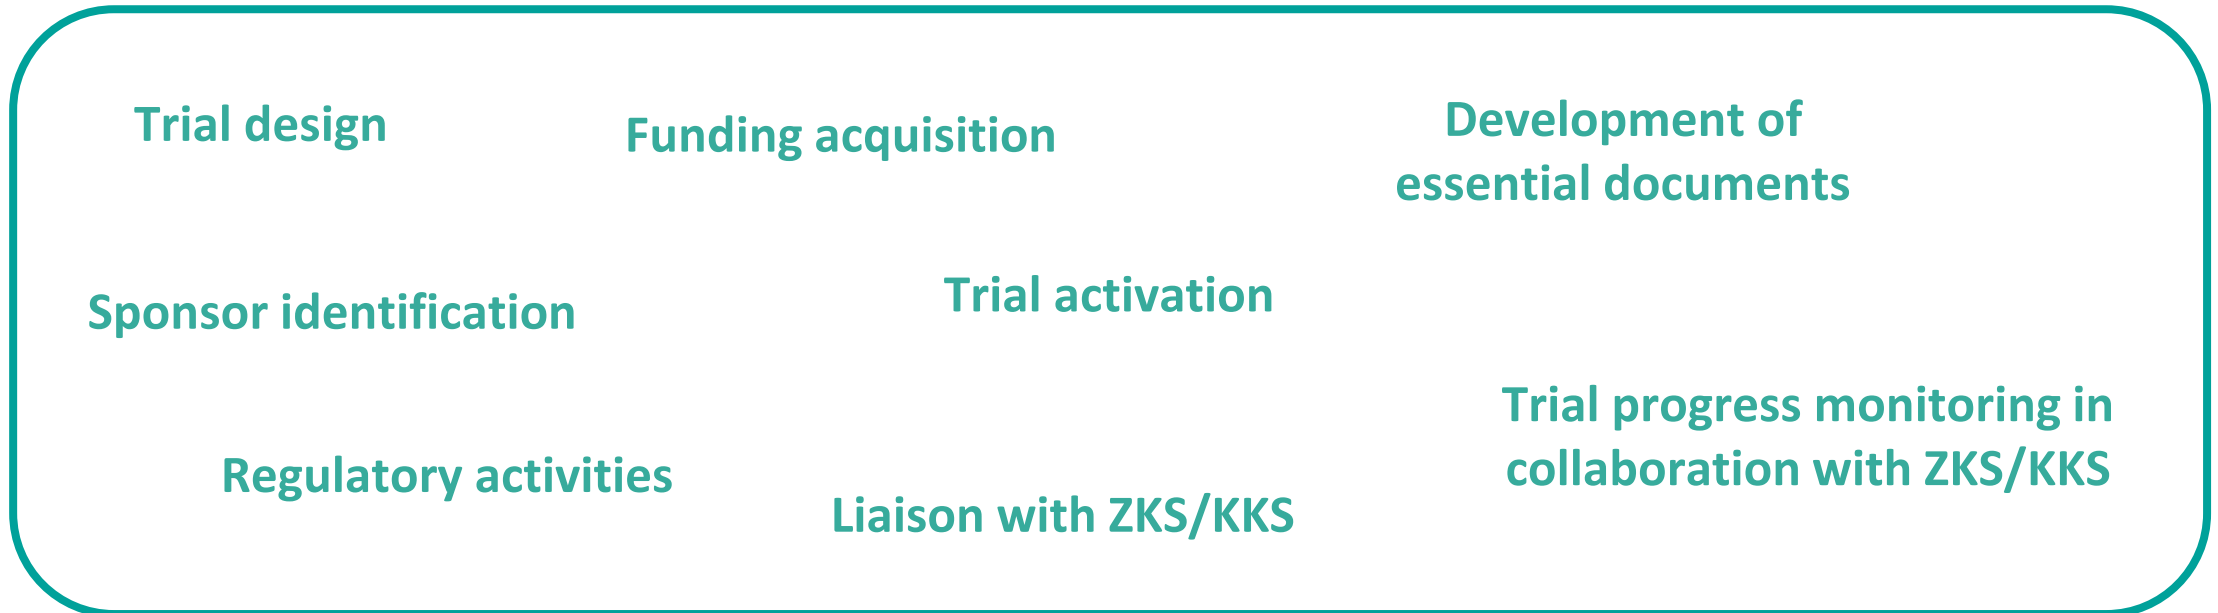 Trial design
Funding acquisition
Development of
essential documents
Sponsor identification
Trial activation
Trial progress monitoring in
collaboration with ZKS/KKS
Regulatory activities
Liaison with ZKS/KKS